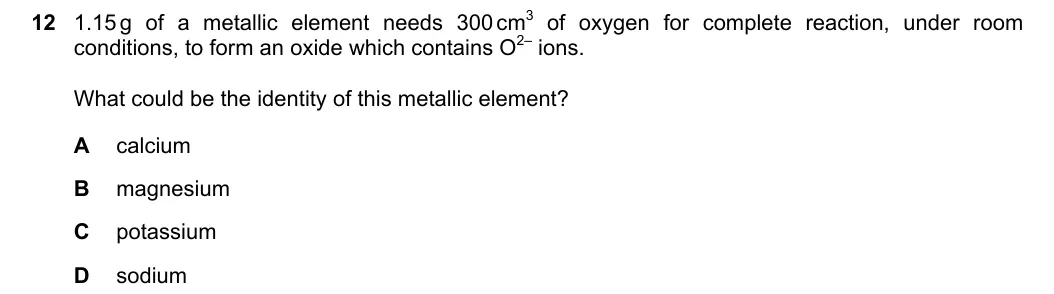 12 1.15 g of a metallic element needs 300 cm³ of oxygen for complete reaction, under room
conditions, to form an oxide which contains O²⁻ ions.
What could be the identity of this metallic element?
A calcium
B magnesium
C potassium
D sodium